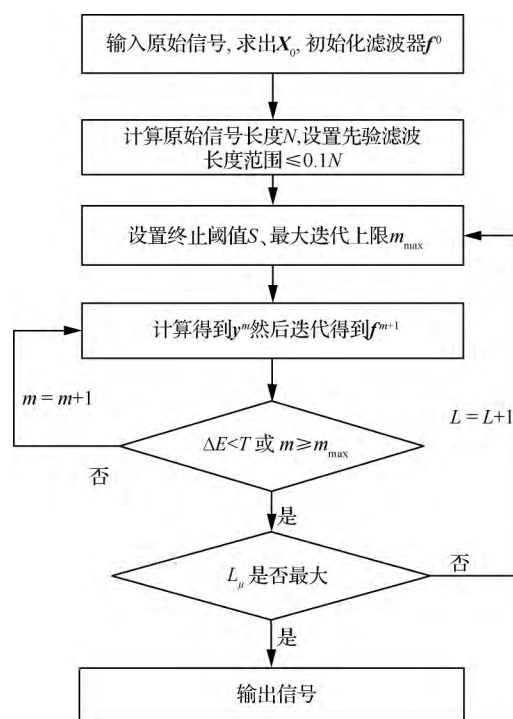 输入原始信号, 求出X₀, 初始化滤波器f⁰
计算原始信号长度N,设置先验滤波
长度范围≤0.1N
设置终止阈值S、最大迭代上限mₘₐₓ
计算得到yᵐ然后迭代得到fᵐ⁺¹
m = m+1
L = L+1
ΔE<T 或 m≥mₘₐₓ
否
是
L_μ 是否最大
否
是
输出信号